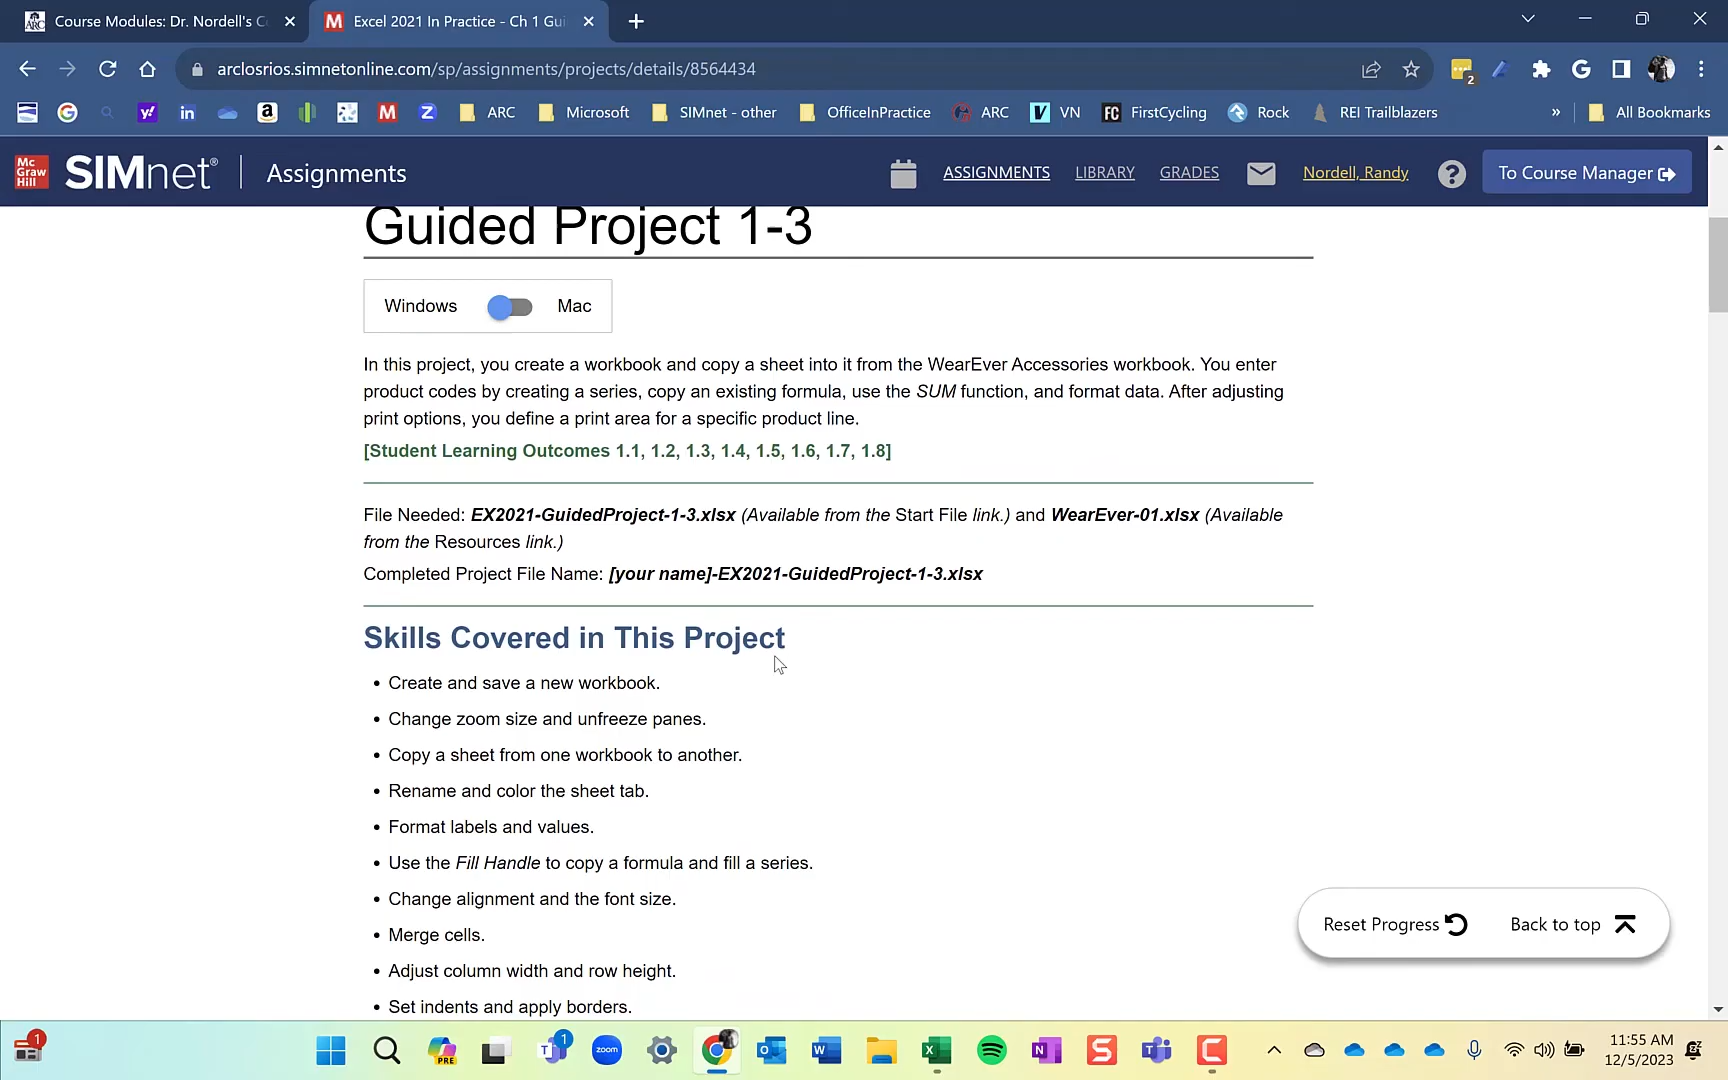 Course Modules: Dr. Nordell's Co
Excel 2021 In Practice - Ch 1 Gui
arclosrios.simnetonline.com/sp/assignments/projects/details/8564434
2
ARC
Microsoft
SIMnet - other
OfficeInPractice
ARC
VN
FirstCycling
Rock
REI Trailblazers
»
All Bookmarks
Mc Graw Hill
SIMnet®
Assignments
ASSIGNMENTS
LIBRARY
GRADES
Nordell, Randy
To Course Manager
Guided Project 1-3
Windows
Mac
In this project, you create a workbook and copy a sheet into it from the WearEver Accessories workbook. You enter
product codes by creating a series, copy an existing formula, use the SUM function, and format data. After adjusting
print options, you define a print area for a specific product line.
[Student Learning Outcomes 1.1, 1.2, 1.3, 1.4, 1.5, 1.6, 1.7, 1.8]
File Needed: EX2021-GuidedProject-1-3.xlsx (Available from the Start File link.) and WearEver-01.xlsx (Available
from the Resources link.)
Completed Project File Name: [your name]-EX2021-GuidedProject-1-3.xlsx
Skills Covered in This Project
• Create and save a new workbook.
• Change zoom size and unfreeze panes.
• Copy a sheet from one workbook to another.
• Rename and color the sheet tab.
• Format labels and values.
• Use the Fill Handle to copy a formula and fill a series.
• Change alignment and the font size.
• Merge cells.
• Adjust column width and row height.
• Set indents and apply borders.
Reset Progress
Back to top
1
PRE
1
zoom
11:55 AM
12/5/2023